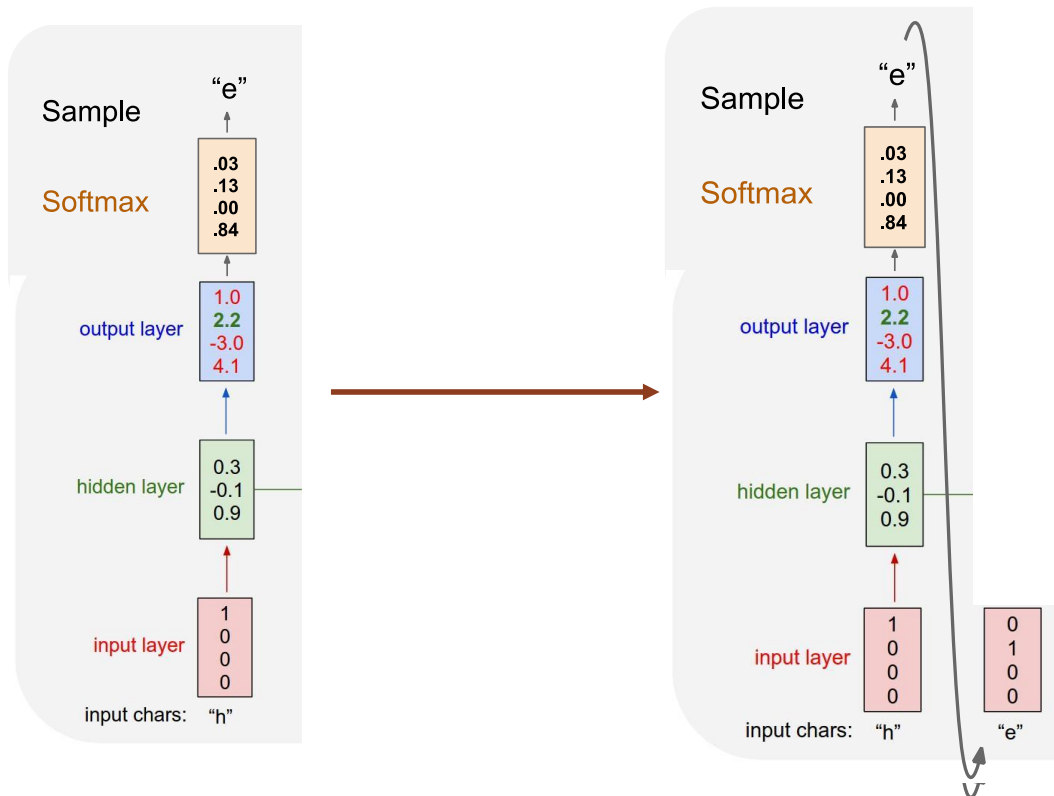 “e”
Sample
.03
.13
.00
.84
Softmax
1.0
2.2
-3.0
4.1
output layer
0.3
-0.1
0.9
hidden layer
1
0
0
0
input layer
input chars: “h”
“e”
Sample
.03
.13
.00
.84
Softmax
1.0
2.2
-3.0
4.1
output layer
0.3
-0.1
0.9
hidden layer
1
0
0
0
input layer
0
1
0
0
input chars: “h” “e”